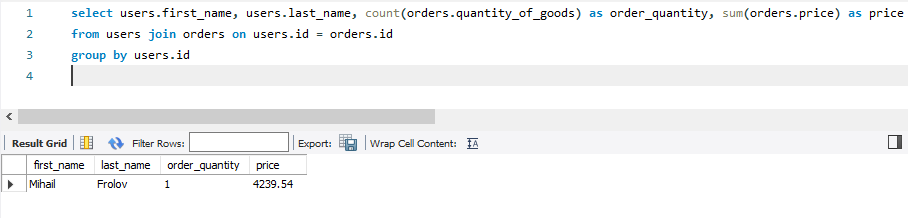 1 select users.first_name, users.last_name, count(orders.quantity_of_goods) as order_quantity, sum(orders.price) as price
2 from users join orders on users.id = orders.id
3 group by users.id
4
Result Grid Filter Rows: Export: Wrap Cell Content:
first_name last_name order_quantity price
Mihail Frolov 1 4239.54